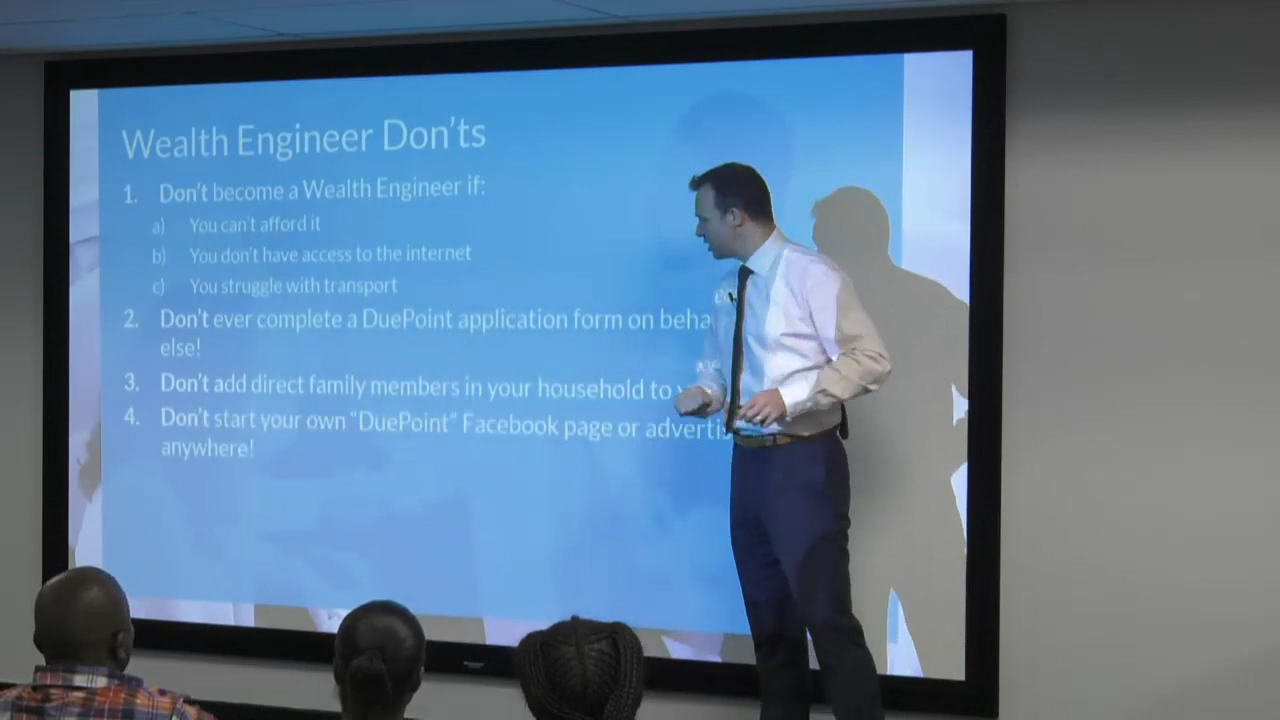 Wealth Engineer Don'ts
1. Don't become a Wealth Engineer if:
a) You can't afford it
b) You don't have access to the internet
c) You struggle with transport
2. Don't ever complete a DuePoint application form on
else!
3. Don't add direct family members in your household to
4. Don't start your own "DuePoint" Facebook page or
anywhere!